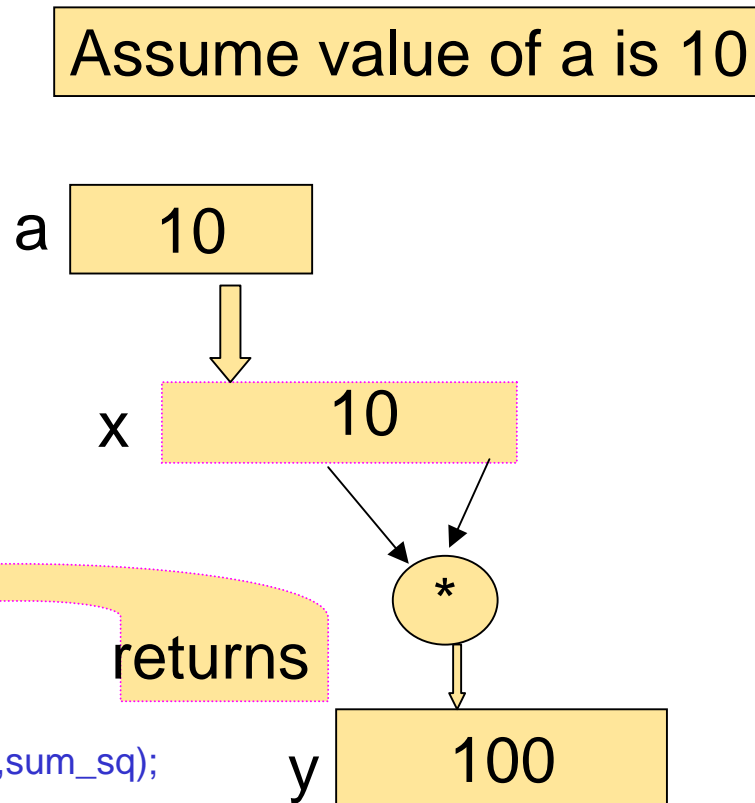 Assume value of a is 10
a 10
x 10
*
returns
,sum_sq);
y 100